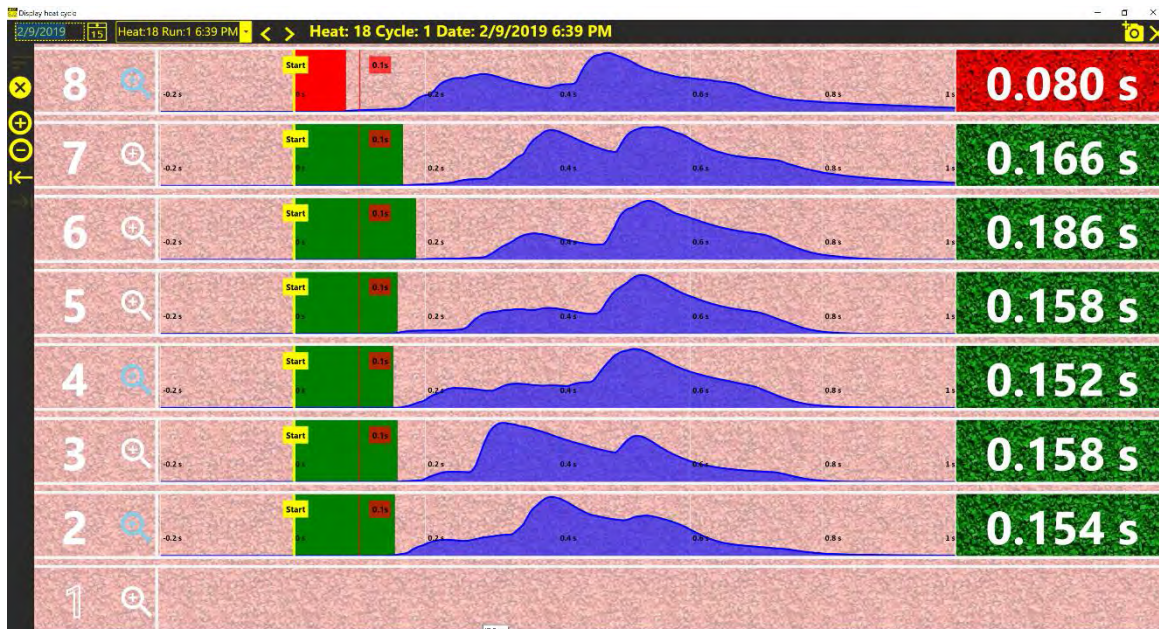 Display heat cycle
2/9/2019 15 Heat:18 Run:1 6:39 PM Heat: 18 Cycle: 1 Date: 2/9/2019 6:39 PM
8 -0.2 s Start 0 s 0.1s 0.2 s 0.4 s 0.6 s 0.8 s 1 s 0.080 s
7 -0.2 s Start 0 s 0.1s 0.2 s 0.4 s 0.6 s 0.8 s 1 s 0.166 s
6 -0.2 s Start 0 s 0.1s 0.2 s 0.4 s 0.6 s 0.8 s 1 s 0.186 s
5 -0.2 s Start 0 s 0.1s 0.2 s 0.4 s 0.6 s 0.8 s 1 s 0.158 s
4 -0.2 s Start 0 s 0.1s 0.2 s 0.4 s 0.6 s 0.8 s 1 s 0.152 s
3 -0.2 s Start 0 s 0.1s 0.2 s 0.4 s 0.6 s 0.8 s 1 s 0.158 s
2 -0.2 s Start 0 s 0.1s 0.2 s 0.4 s 0.6 s 0.8 s 1 s 0.154 s
1